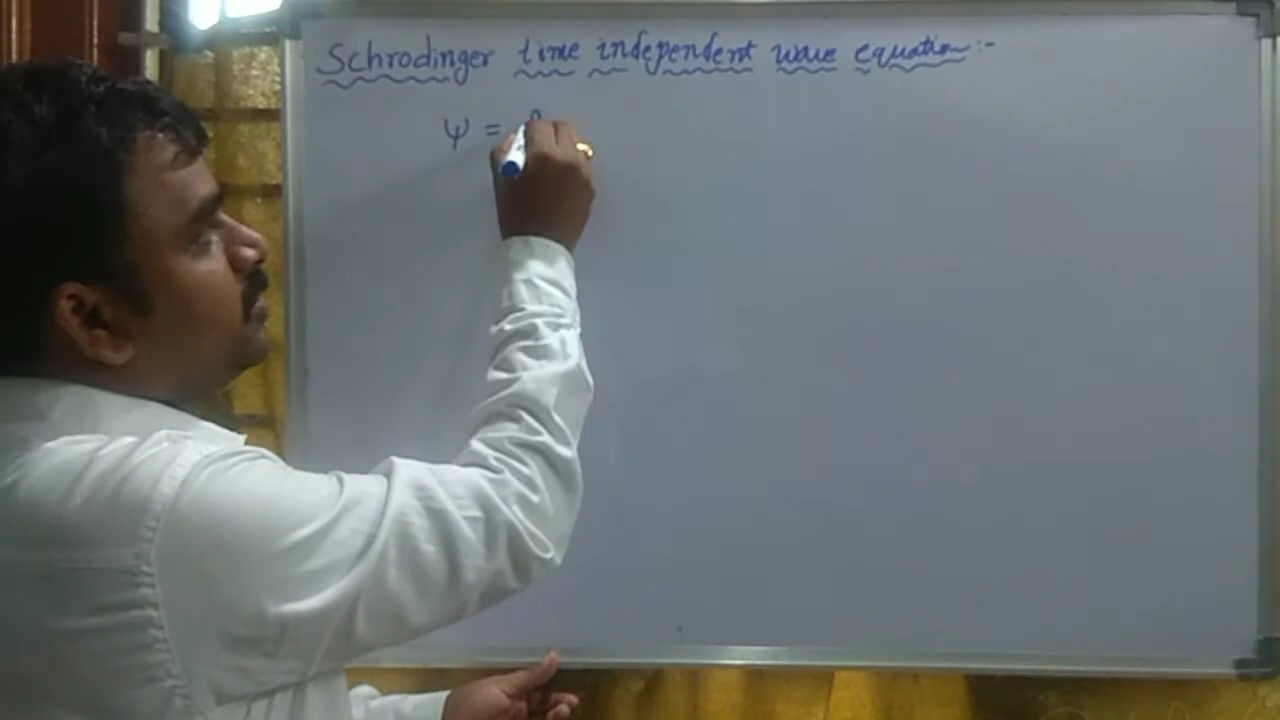 Schrodinger time independent wave equation :-
ψ =